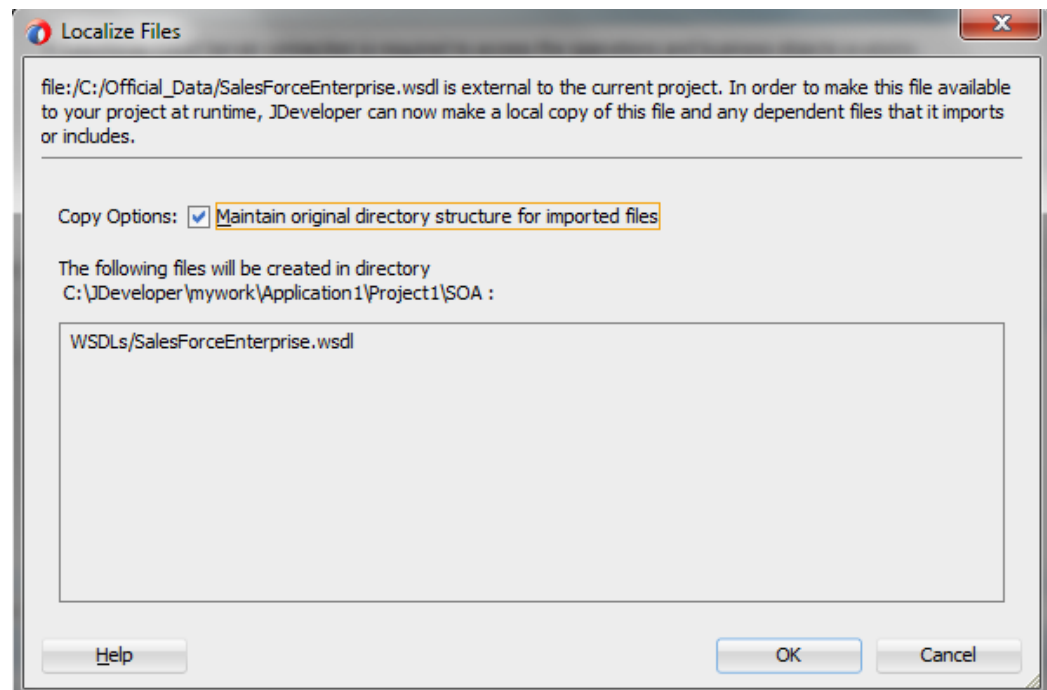 Localize Files
file:/C:/Official_Data/SalesForceEnterprise.wsdl is external to the current project. In order to make this file available
to your project at runtime, JDeveloper can now make a local copy of this file and any dependent files that it imports
or includes.
Copy Options: Maintain original directory structure for imported files
The following files will be created in directory
C:\JDeveloper\mywork\Application1\Project1\SOA :
WSDLs/SalesForceEnterprise.wsdl
Help OK Cancel